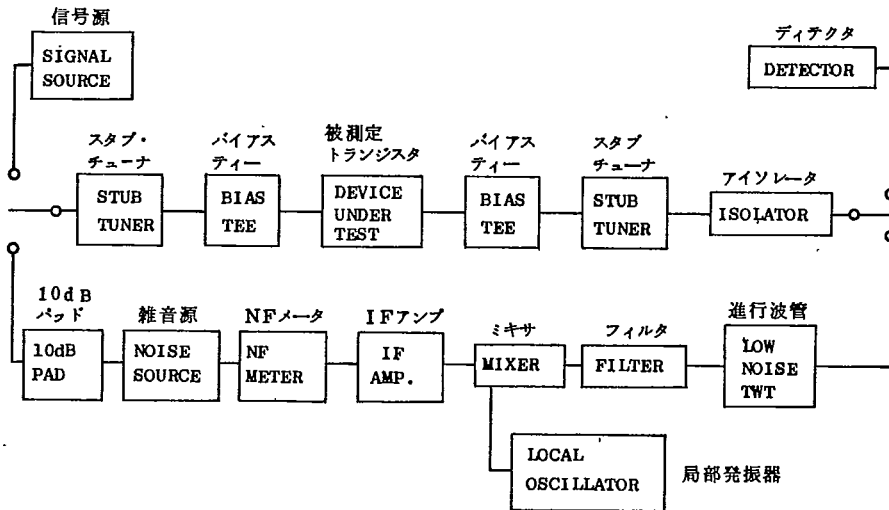 信号源
SIGNAL
SOURCE
ディテクタ
DETECTOR
スタブ・
チューナ
STUB
TUNER
バイアス
ティー
BIAS
TEE
被測定
トランジスタ
DEVICE
UNDER
TEST
バイアス
ティー
BIAS
TEE
スタブ
チューナ
STUB
TUNER
アイソレータ
ISOLATOR
10dB
パッド
10dB
PAD
雑音源
NOISE
SOURCE
NFメータ
NF
METER
IFアンプ
IF
AMP.
ミキサ
MIXER
フィルタ
FILTER
進行波管
LOW
NOISE
TWT
LOCAL
OSCILLATOR
局部発振器